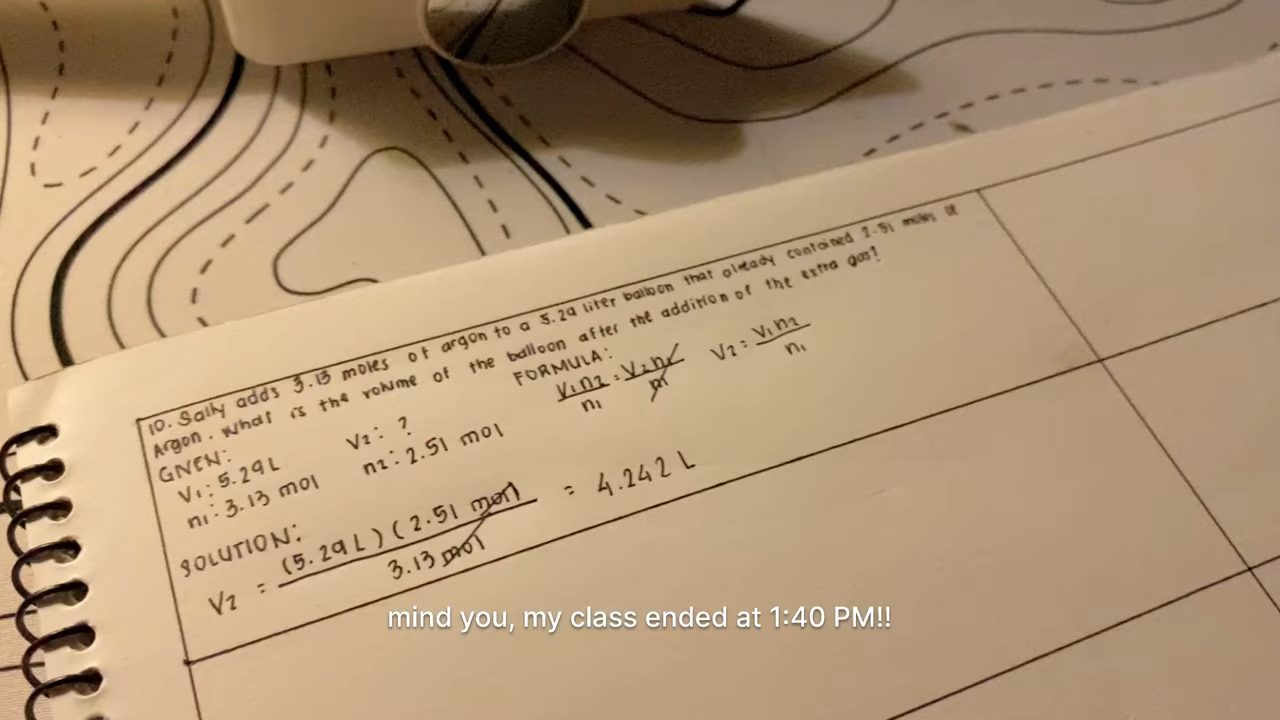 10. Sally adds 3.13 moles of argon to a 5.29 liter balloon that already contained 2.51 moles of
Argon. What is the volume of the balloon after the addition of the extra gas?
GIVEN:
V1: 5.29L
V2: ?
n1: 3.13 mol
n2: 2.51 mol
FORMULA:
V1n2/n1 = V2n1/n1
V2 = V1n2/n1
SOLUTION:
V2 = (5.29L)(2.51 mol)/3.13 mol = 4.242 L
mind you, my class ended at 1:40 PM!!